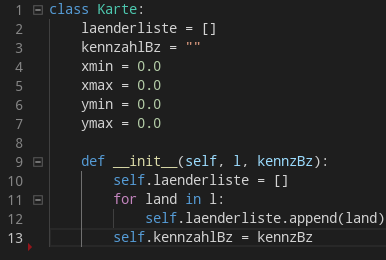 1 class Karte:
2     laenderliste = []
3     kennzahlBz = ""
4     xmin = 0.0
5     xmax = 0.0
6     ymin = 0.0
7     ymax = 0.0
8
9     def __init__(self, l, kennzBz):
10         self.laenderliste = []
11         for land in l:
12             self.laenderliste.append(land)
13         self.kennzahlBz = kennzBz